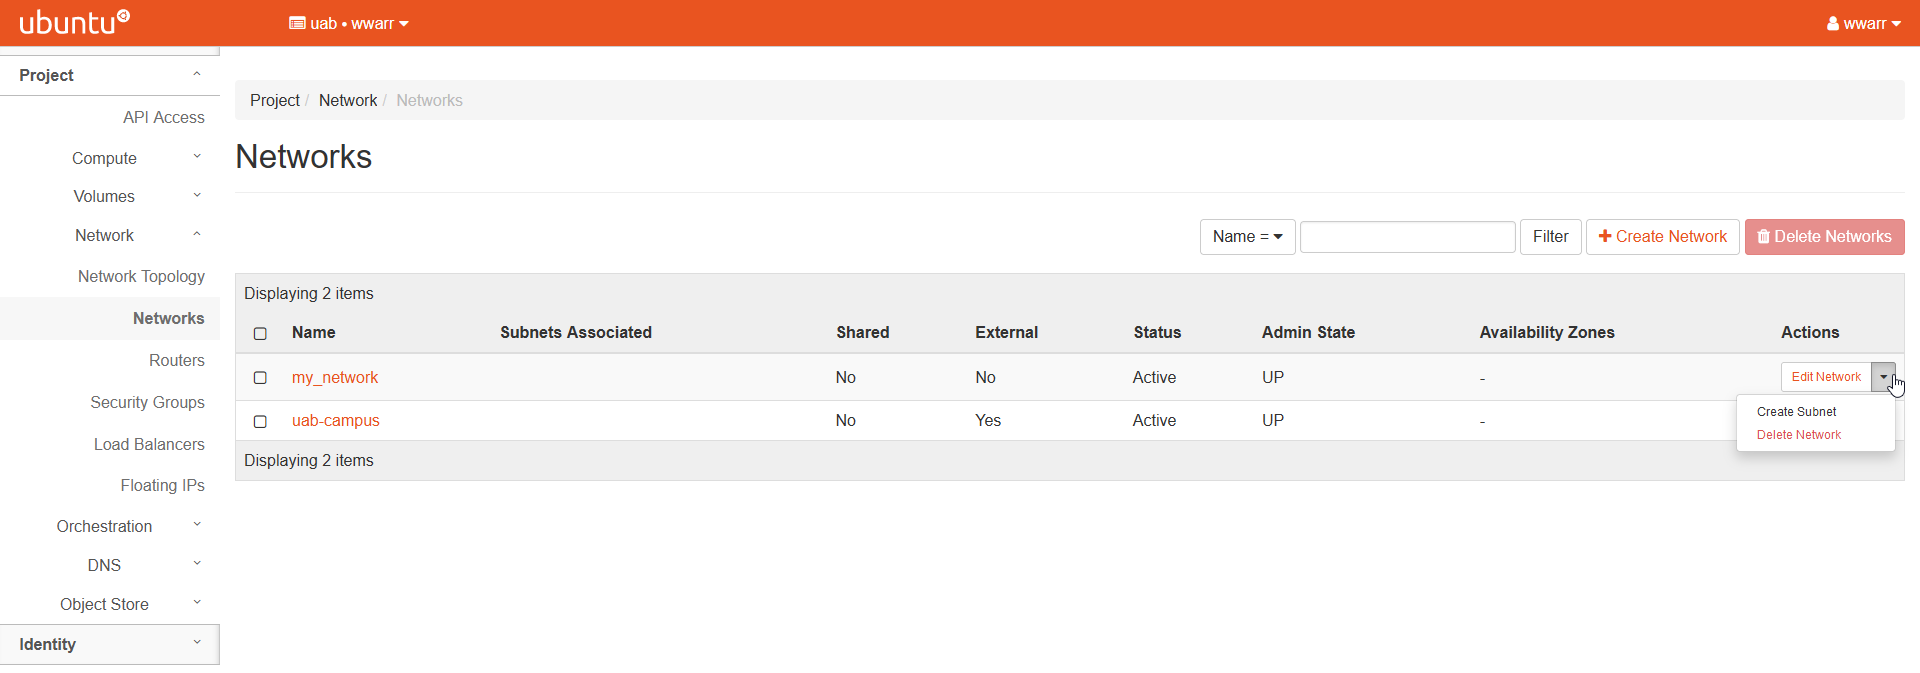 ubuntu
uab • wwarr
wwarr
Project
API Access
Compute
Volumes
Network
Network Topology
Networks
Routers
Security Groups
Load Balancers
Floating IPs
Orchestration
DNS
Object Store
Identity
Project / Network / Networks
Networks
Name =
Filter
Create Network
Delete Networks
Displaying 2 items
Name Subnets Associated Shared External Status Admin State Availability Zones Actions
my_network No No Active UP - Edit Network
uab-campus No Yes Active UP -
Create Subnet
Delete Network
Displaying 2 items